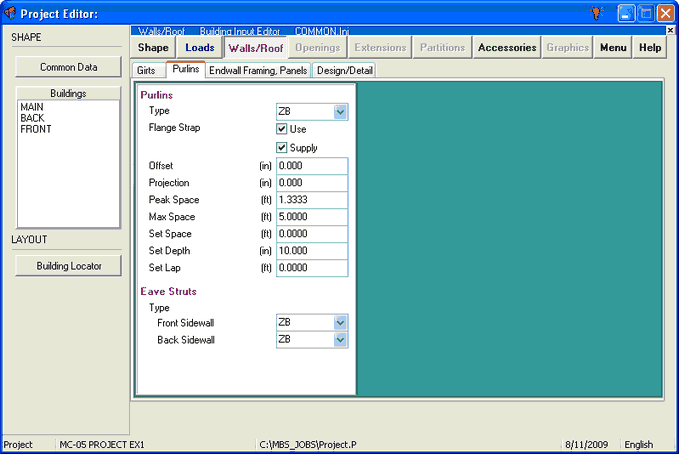 Project Editor:
Walls/Roof Building Input Editor COMMON.Ini
SHAPE
Common Data
Buildings
MAIN
BACK
FRONT
LAYOUT
Building Locator
Shape Loads Walls/Roof Openings Extensions Partitions Accessories Graphics Menu Help
Girts Purlins Endwall Framing, Panels Design/Detail
Purlins
Type ZB
Flange Strap Use
Supply
Offset (in) 0.000
Projection (in) 0.000
Peak Space (ft) 1.3333
Max Space (ft) 5.0000
Set Space (ft) 0.0000
Set Depth (in) 10.000
Set Lap (ft) 0.0000
Eave Struts
Type
Front Sidewall ZB
Back Sidewall ZB
Project MC-05 PROJECT EX1 C:\MBS_JOBS\Project.P 8/11/2009 English